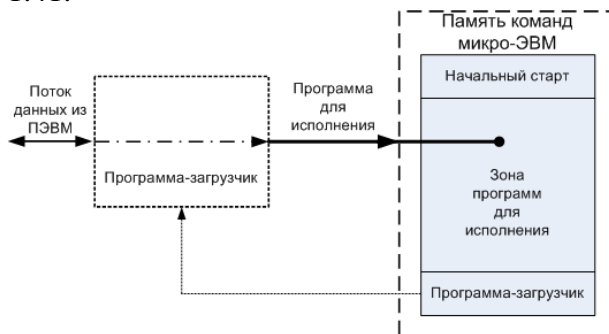 Память команд
микро-ЭВМ
Начальный старт
Поток
данных из
ПЭВМ
Программа
для
исполнения
Программа-загрузчик
Зона
программ
для
исполнения
Программа-загрузчик